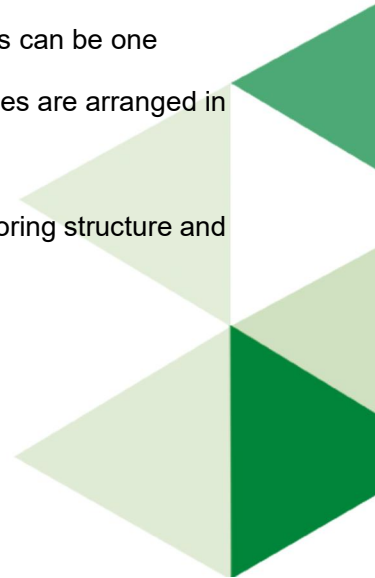 s can be one
es are arranged in
oring structure and